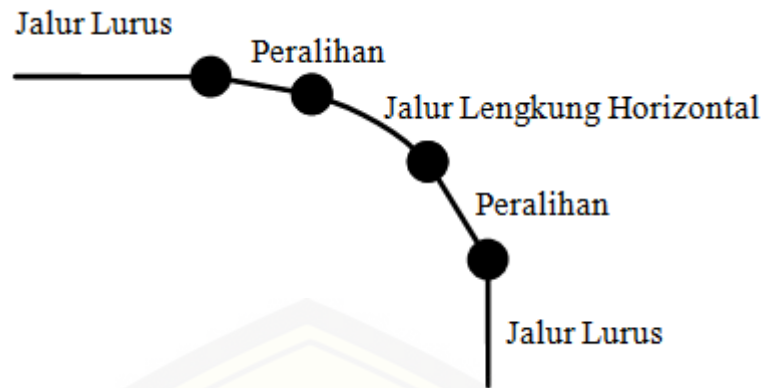 Jalur Lurus
Peralihan
Jalur Lengkung Horizontal
Peralihan
Jalur Lurus